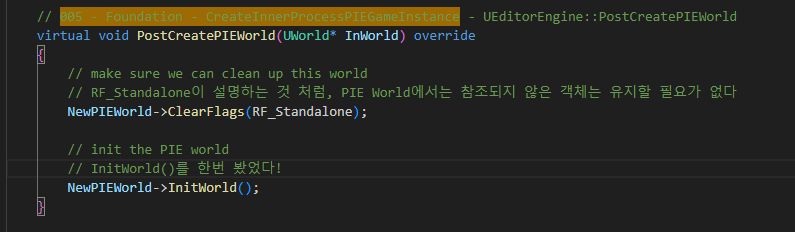 // 005 - Foundation - CreateInnerProcessPIEGameInstance - UEditorEngine::PostCreatePIEWorld
virtual void PostCreatePIEWorld(UWorld* InWorld) override
{
// make sure we can clean up this world
// RF_Standalone이 설명하는 것 처럼, PIE World에서는 참조되지 않은 객체는 유지할 필요가 없다
NewPIEWorld->ClearFlags(RF_Standalone);
// init the PIE world
// InitWorld()를 한번 봤었다!
NewPIEWorld->InitWorld();
}